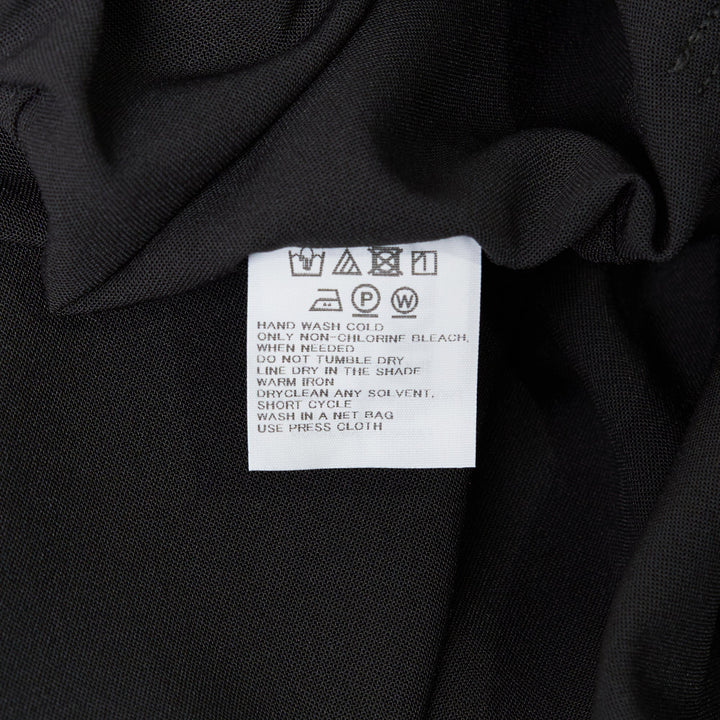 P W
HAND WASH COLD
ONLY NON-CHLORINE BLEACH,
WHEN NEEDED
DO NOT TUMBLE DRY
LINE DRY IN THE SHADE
WARM IRON
DRYCLEAN ANY SOLVENT,
SHORT CYCLE
WASH IN A NET BAG
USE PRESS CLOTH